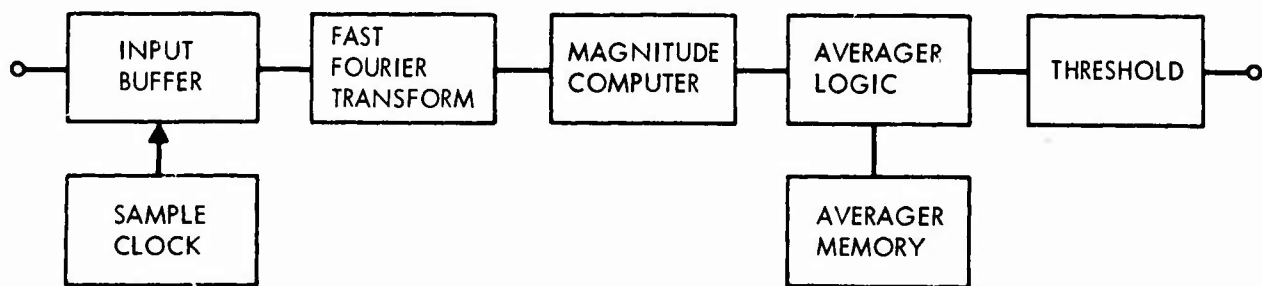 INPUT
BUFFER
FAST
FOURIER
TRANSFORM
MAGNITUDE
COMPUTER
AVERAGER
LOGIC
THRESHOLD
SAMPLE
CLOCK
AVERAGER
MEMORY